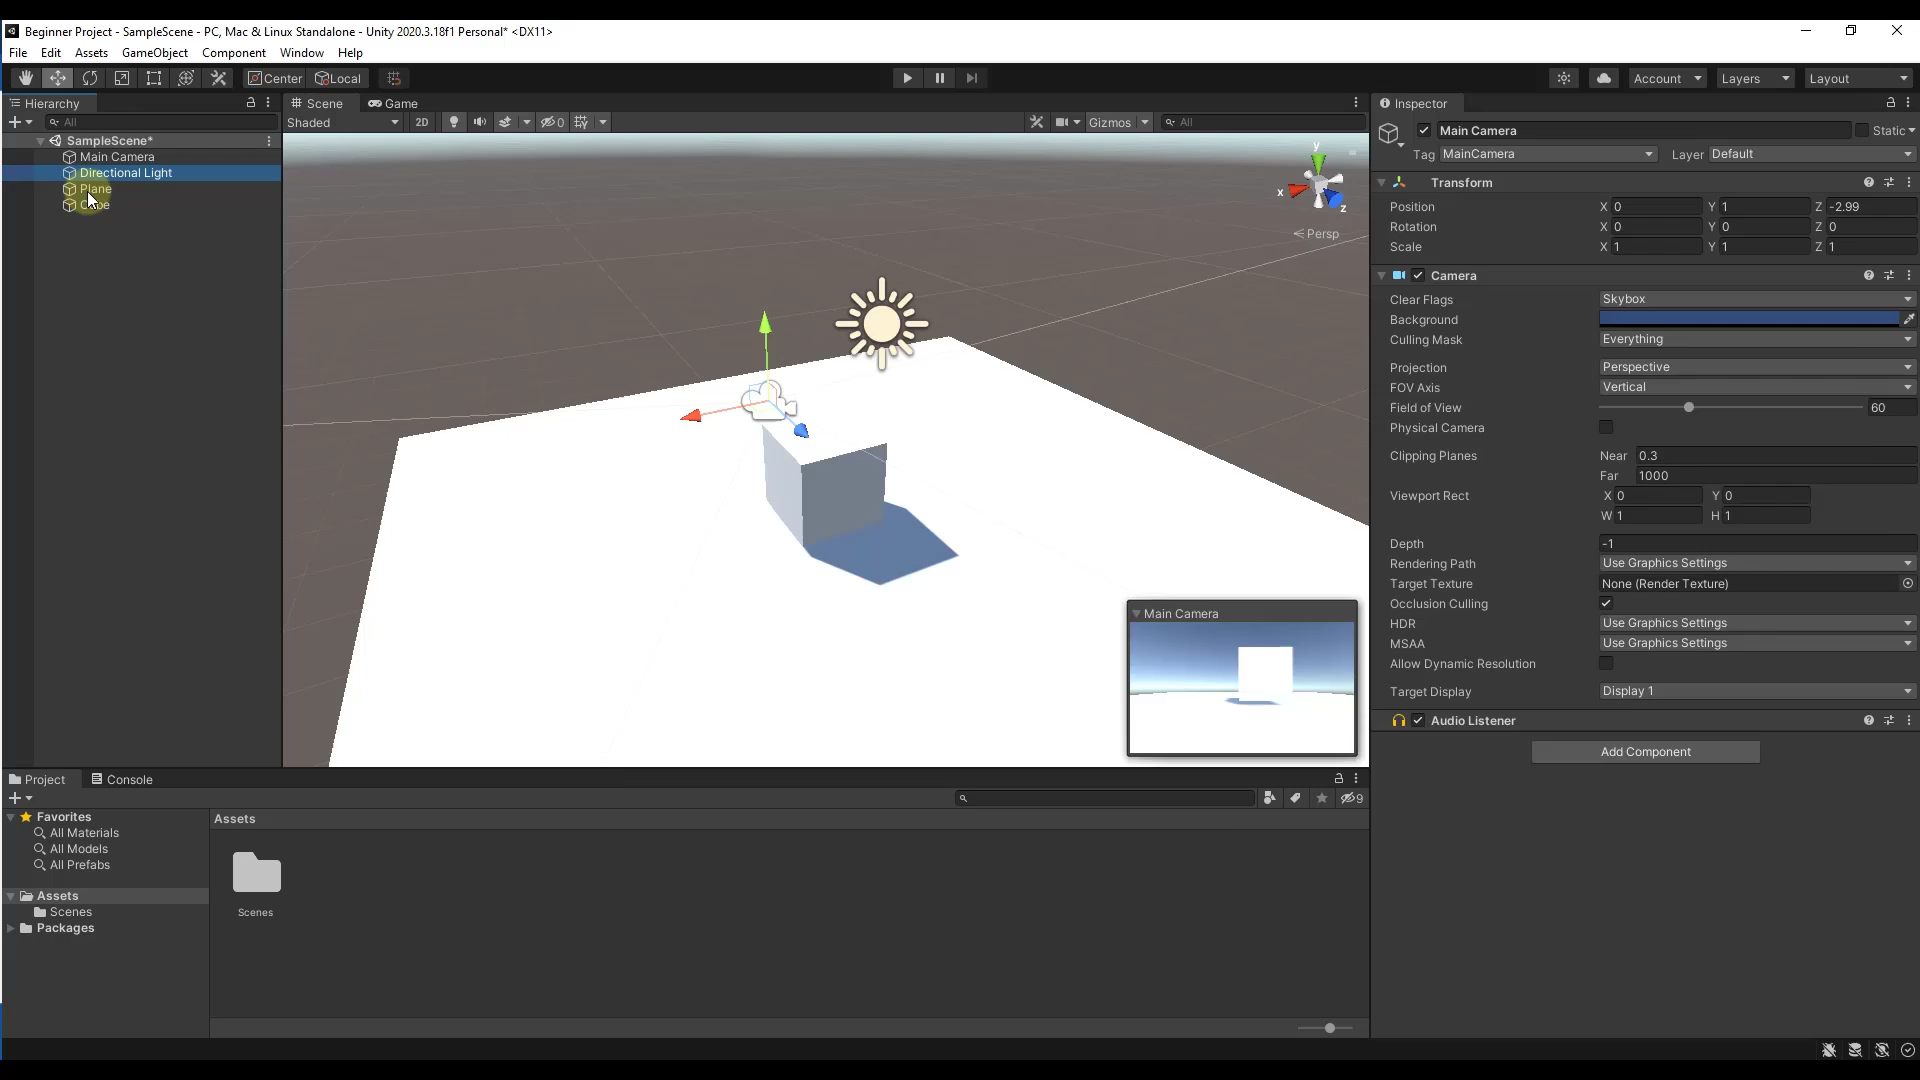 Beginner Project - SampleScene - PC, Mac & Linux Standalone - Unity 2020.3.18f1 Personal* <DX11>
File Edit Assets GameObject Component Window Help
Center Local Account Layers Layout
Hierarchy
All
SampleScene*
Main Camera
Directional Light
Plane
Scene Game
Shaded 2D 0 Gizmos All
y
x
z
< Persp
Main Camera
Inspector
Main Camera Static
Tag MainCamera Layer Default
Transform
Position X 0 Y 1 Z -2.99
Rotation X 0 Y 0 Z 0
Scale X 1 Y 1 Z 1
Camera
Clear Flags Skybox
Background
Culling Mask Everything
Projection Perspective
FOV Axis Vertical
Field of View 60
Physical Camera
Clipping Planes Near 0.3
Far 1000
Viewport Rect X 0 Y 0
W 1 H 1
Depth -1
Rendering Path Use Graphics Settings
Target Texture None (Render Texture)
Occlusion Culling
HDR Use Graphics Settings
MSAA Use Graphics Settings
Allow Dynamic Resolution
Target Display Display 1
Audio Listener
Add Component
Project Console
9
Favorites
All Materials
All Models
All Prefabs
Assets
Scenes
Packages
Assets
Scenes